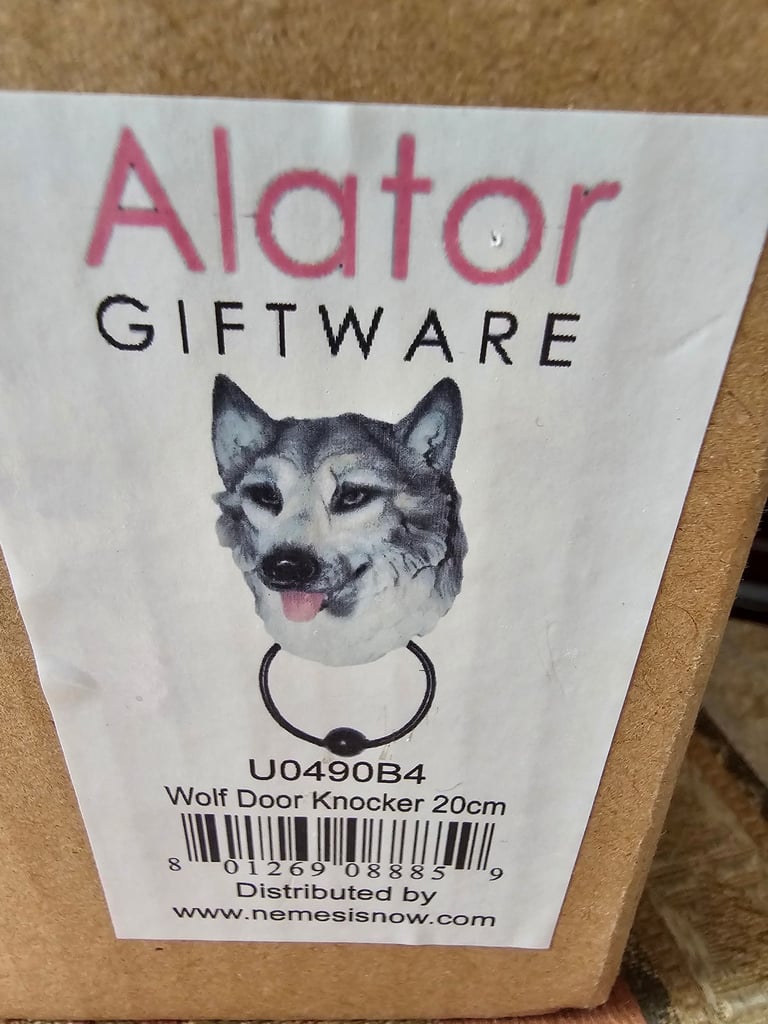 Alator
GIFTWARE
U0490B4
Wolf Door Knocker 20cm
8 01269 08885 9
Distributed by
www.nemesisnow.com